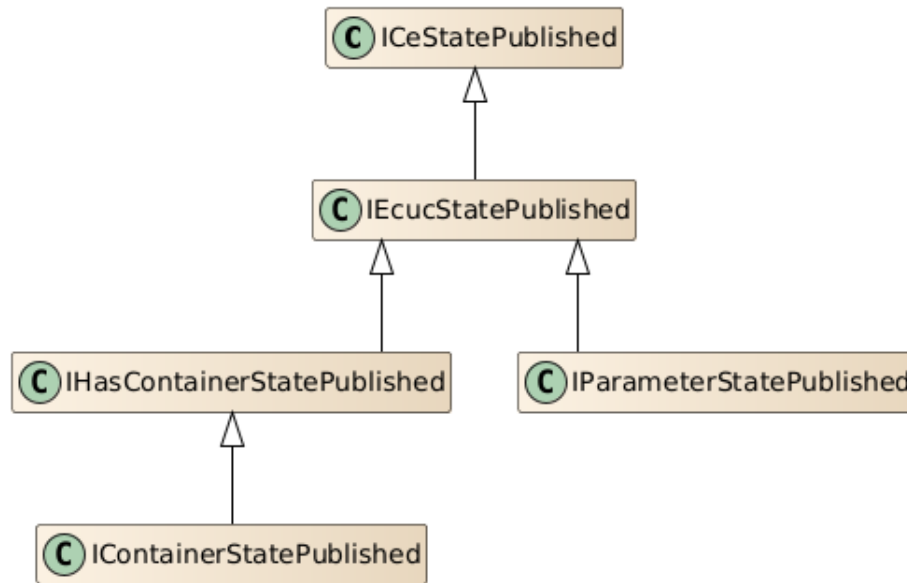 C ICeStatePublished
C IEcucStatePublished
C IHasContainerStatePublished
C IParameterStatePublished
C IContainerStatePublished